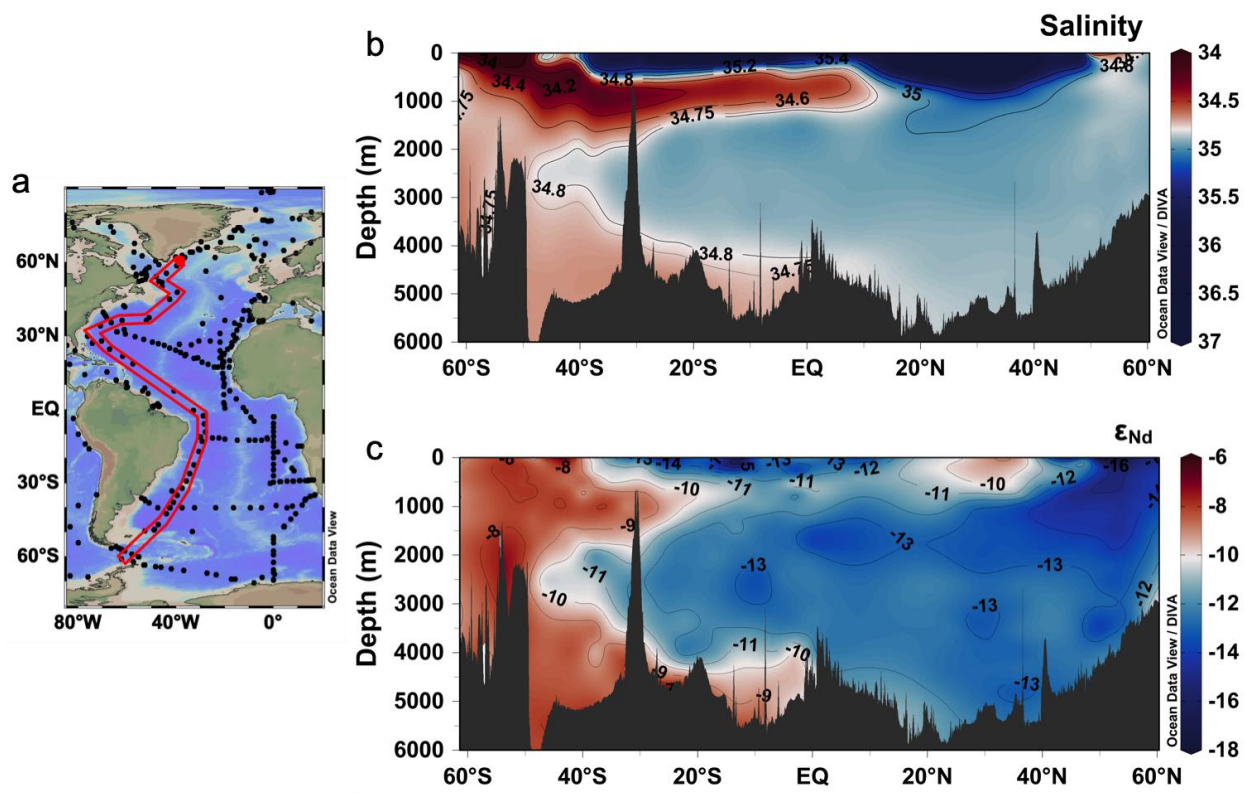 a
60°N
30°N
EQ
30°S
60°S
80°W
40°W
0°
Ocean Data View
b
Salinity
Depth (m)
0
1000
2000
3000
4000
5000
6000
60°S
40°S
20°S
EQ
20°N
40°N
60°N
34
34.4
34.2
34.8
35.2
35.4
34.8
34.75
34.6
35
34.8
34.75
34.8
34.75
Ocean Data View / DIVA
34
34.5
35
35.5
36
36.5
37
c
εNd
Depth (m)
0
1000
2000
3000
4000
5000
6000
60°S
40°S
20°S
EQ
20°N
40°N
60°N
-8
-8
-14
-13
-12
-11
-11
-10
-11
-10
-12
-16
-8
-9
-11
-10
-13
-13
-13
-13
-12
-11
-10
-9
-13
Ocean Data View / DIVA
-6
-8
-10
-12
-14
-16
-18